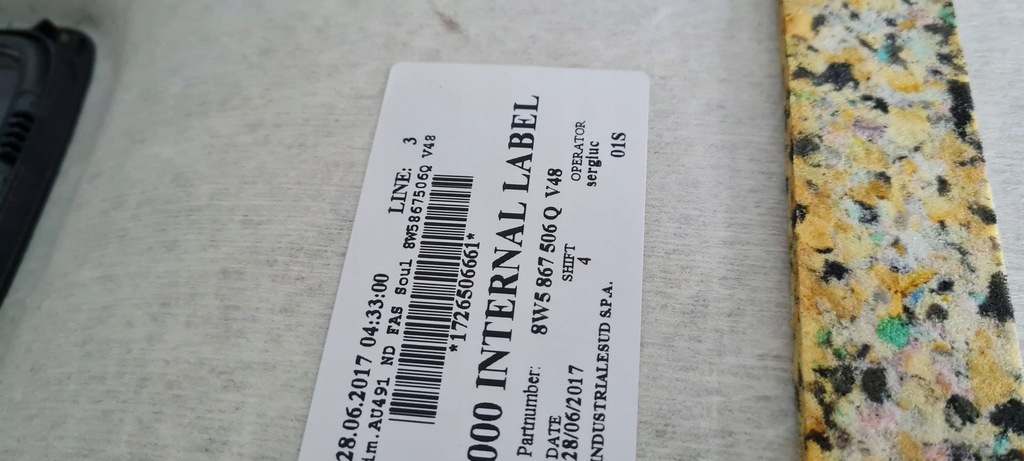 28.06.2017 04:33:00
LINE: 3
im.AU491 ND FAs Soul 8W5867506Q V48
*1726506661*
000 INTERNAL LABEL
Partnumber: 8W5 867 506 Q V48
DATE SHIFT OPERATOR
28/06/2017 4 sergluc
INDUSTRIALESUD S.P.A. 01S